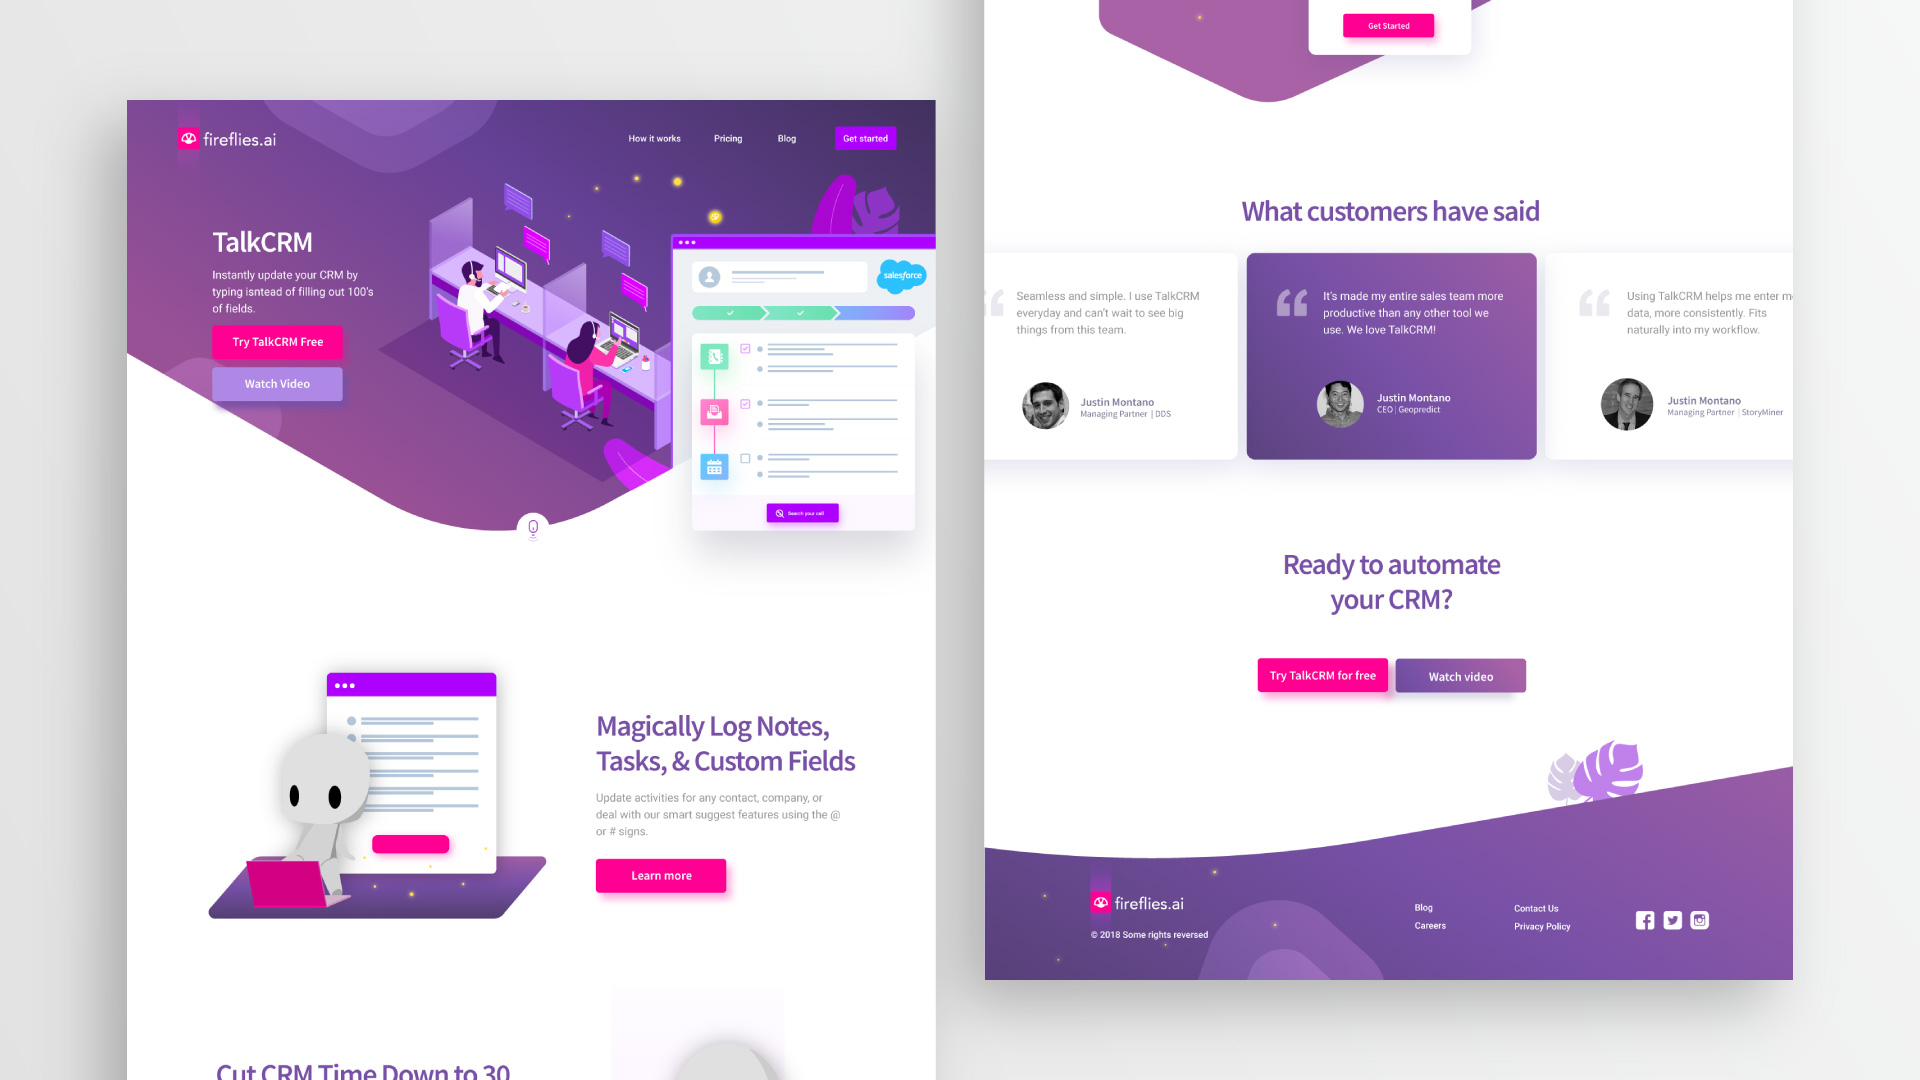 fireflies.ai
How it works
Pricing
Blog
Get started
TalkCRM
Instantly update your CRM by
typing isntead of filling out 100's
of fields.
Try TalkCRM Free
Watch Video
salesforce
Search your call
Magically Log Notes,
Tasks, & Custom Fields
Update activities for any contact, company, or
deal with our smart suggest features using the @
or # signs.
Learn more
Cut CRM Time Down to 30
Get Started
What customers have said
Seamless and simple. I use TalkCRM
everyday and can't wait to see big
things from this team.
Justin Montano
Managing Partner | DDS
It's made my entire sales team more
productive than any other tool we
use. We love TalkCRM!
Justin Montano
CEO | Geopredict
Using TalkCRM helps me enter m
data, more consistently. Fits
naturally into my workflow.
Justin Montano
Managing Partner | StoryMiner
Ready to automate
your CRM?
Try TalkCRM for free
Watch video
fireflies.ai
© 2018 Some rights reversed
Blog
Careers
Contact Us
Privacy Policy